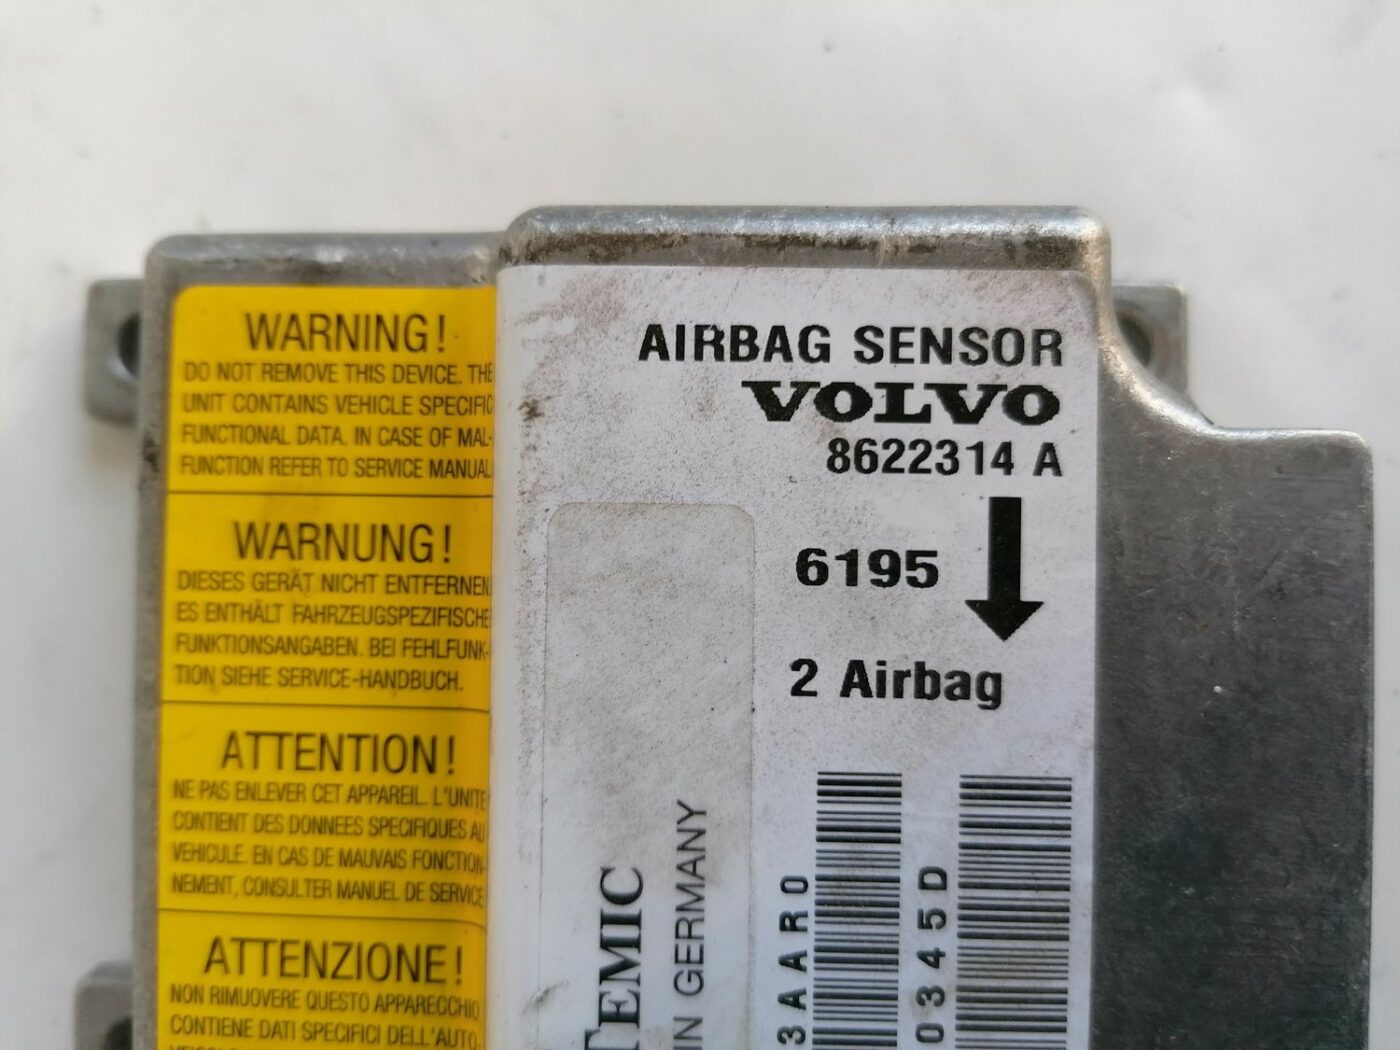 WARNING!
DO NOT REMOVE THIS DEVICE. THE
UNIT CONTAINS VEHICLE SPECIFIC
FUNCTIONAL DATA. IN CASE OF MAL-
FUNCTION REFER TO SERVICE MANUAL
WARNUNG!
DIESES GERÄT NICHT ENTFERNEN
ES ENTHÄLT FAHRZEUGSPEZIFISCHE
FUNKTIONSANGABEN. BEI FEHLFUNK-
TION SIEHE SERVICE-HANDBUCH.
ATTENTION!
NE PAS ENLEVER CET APPAREIL. L'UNITE
CONTIENT DES DONNEES SPECIFIQUES AU
VEHICULE. EN CAS DE MAUVAIS FONCTION-
NEMENT, CONSULTER MANUEL DE SERVICE
ATTENZIONE!
NON RIMUOVERE QUESTO APPARECCHIO
CONTIENE DATI SPECIFICI DELL'AUTO.
AIRBAG SENSOR
VOLVO
8622314 A
6195
2 Airbag
TEMIC
IN GERMANY
3AAR0
0345D